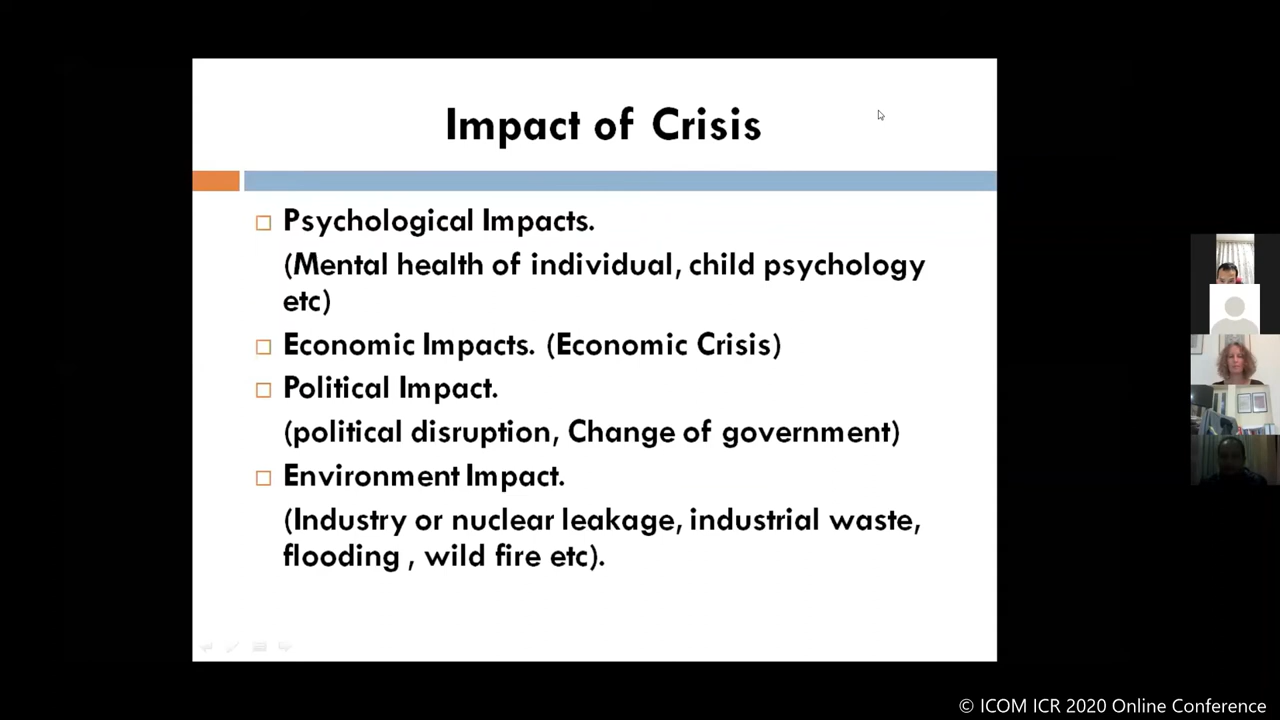 Impact of Crisis
Psychological Impacts.
(Mental health of individual, child psychology
etc)
Economic Impacts. (Economic Crisis)
Political Impact.
(political disruption, Change of government)
Environment Impact.
(Industry or nuclear leakage, industrial waste,
flooding , wild fire etc).
© ICOM ICR 2020 Online Conference